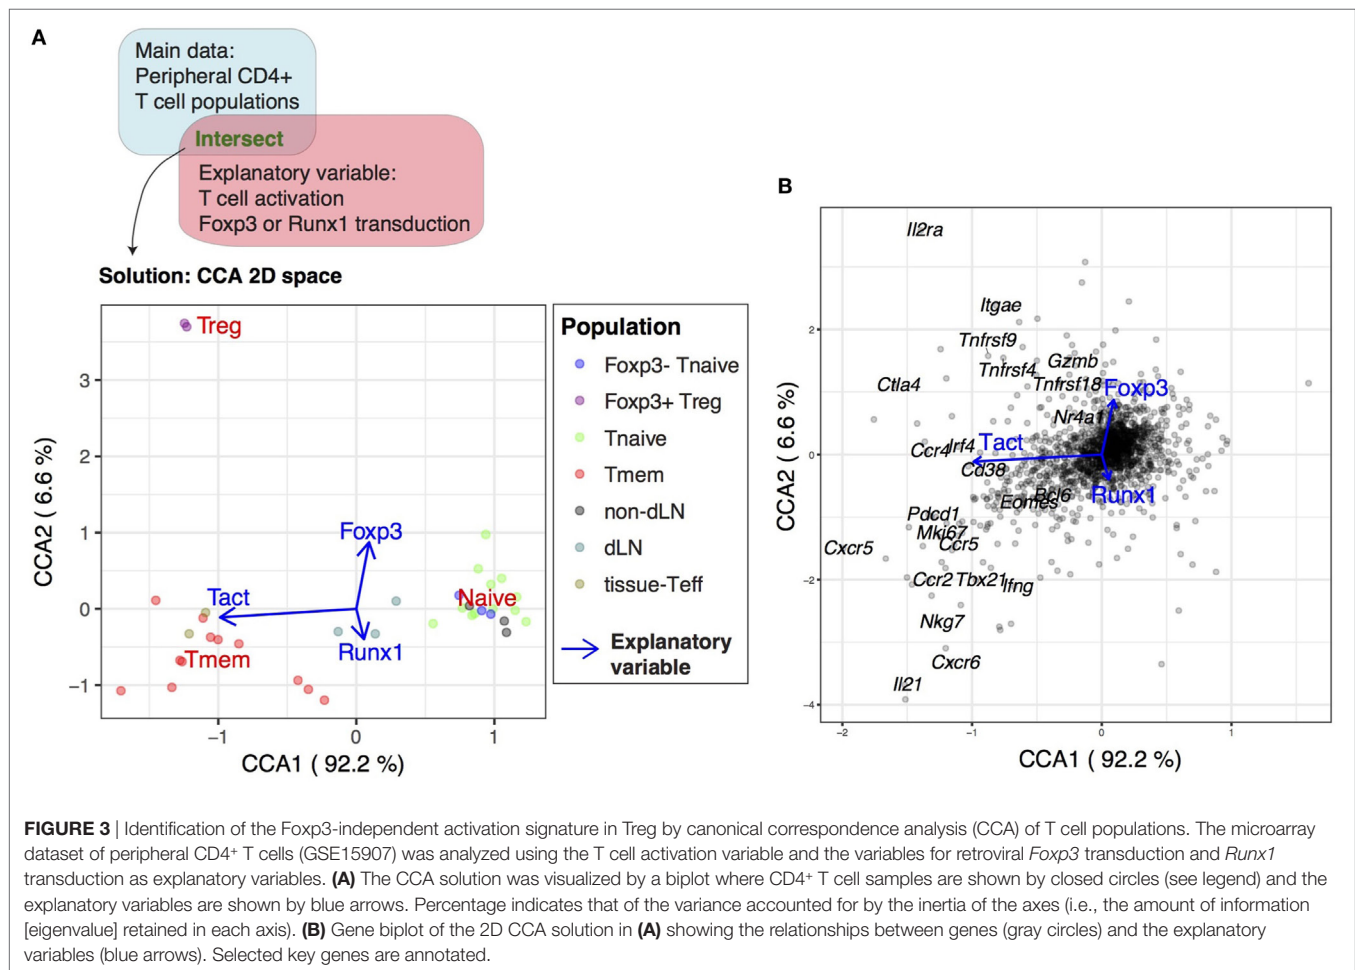 A
Main data:
Peripheral CD4+
T cell populations
Intersect
Explanatory variable:
T cell activation
Foxp3 or Runx1 transduction
Solution: CCA 2D space
Treg
Foxp3
Tact
Naive
Runx1
Tmem
3
2
1
0
−1
−1
0
1
CCA2 ( 6.6 %)
CCA1 ( 92.2 %)
Population
Foxp3- Tnaive
Foxp3+ Treg
Tnaive
Tmem
non-dLN
dLN
tissue-Teff
Explanatory
variable
B
Il2ra
Itgae
Tnfrsf9
Gzmb
Tnfrsf4
Ctla4
Tnfrsf18
Foxp3
Nr4a1
Tact
Ccr4
Irf4
Cd38
Bcl6
Runx1
Eomes
Pdcd1
Mki67
Ccr5
Cxcr5
Ccr2
Tbx21
Ifng
Nkg7
Cxcr6
Il21
2
0
−2
−4
−2
−1
0
1
CCA2 ( 6.6 %)
CCA1 ( 92.2 %)
FIGURE 3 | Identification of the Foxp3-independent activation signature in Treg by canonical correspondence analysis (CCA) of T cell populations. The microarray
dataset of peripheral CD4+ T cells (GSE15907) was analyzed using the T cell activation variable and the variables for retroviral Foxp3 transduction and Runx1
transduction as explanatory variables. (A) The CCA solution was visualized by a biplot where CD4+ T cell samples are shown by closed circles (see legend) and the
explanatory variables are shown by blue arrows. Percentage indicates that of the variance accounted for by the inertia of the axes (i.e., the amount of information
[eigenvalue] retained in each axis). (B) Gene biplot of the 2D CCA solution in (A) showing the relationships between genes (gray circles) and the explanatory
variables (blue arrows). Selected key genes are annotated.